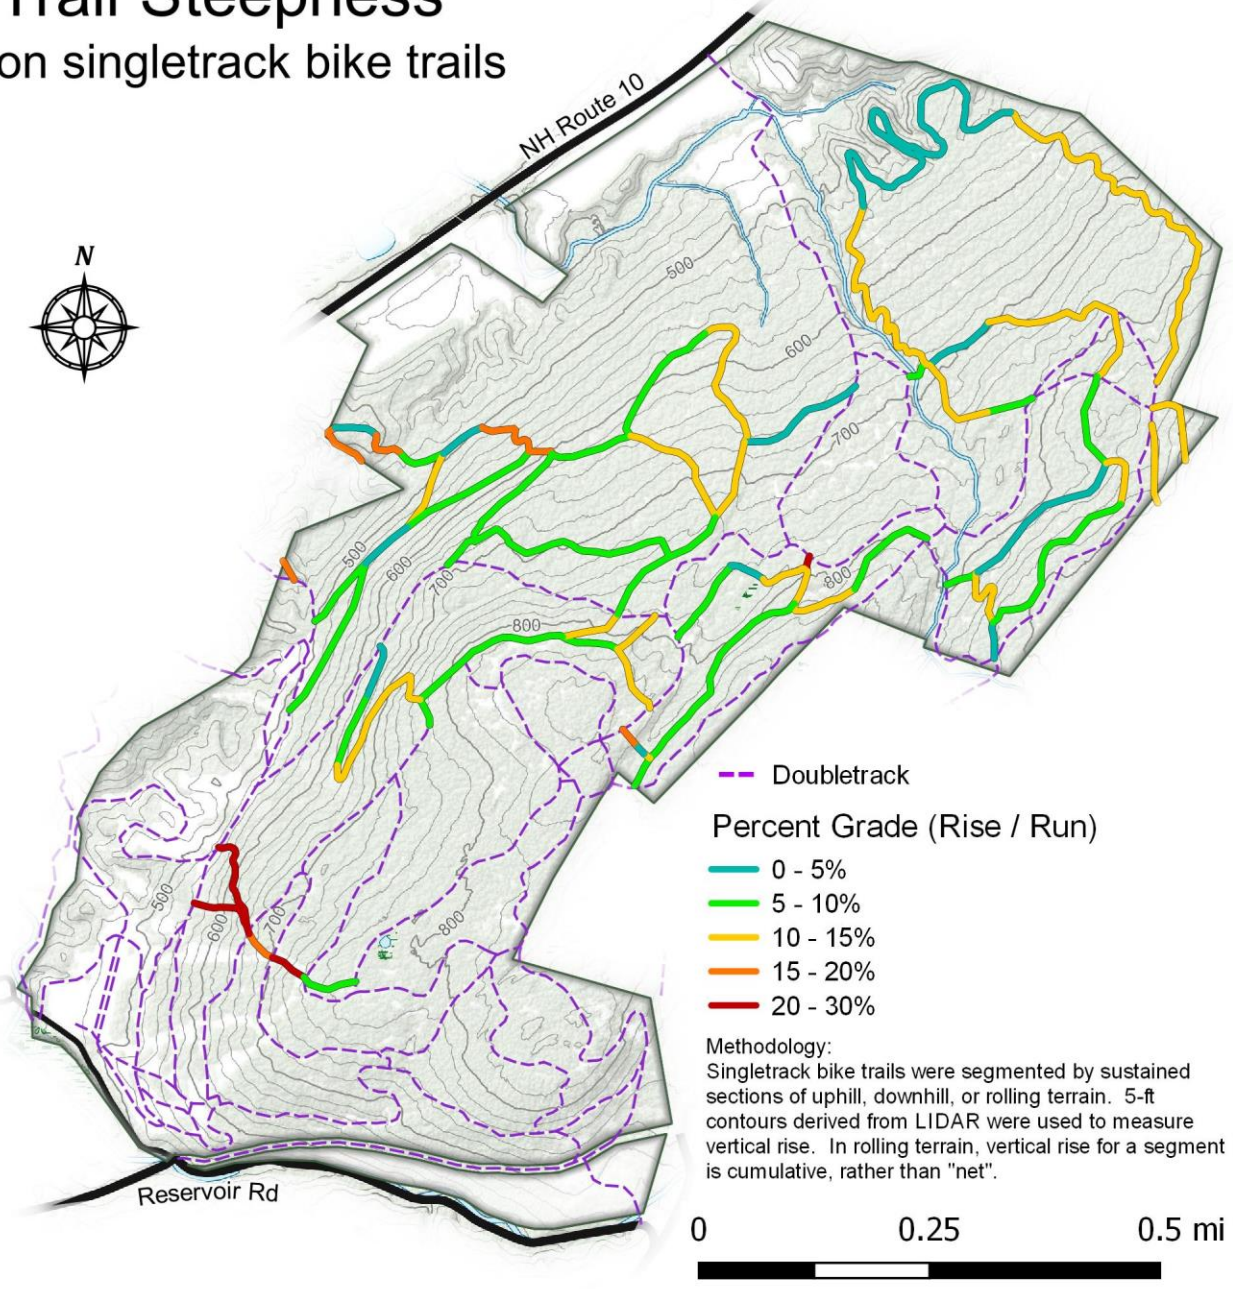 Trail Steepness
on singletrack bike trails
NH Route 10
N
500
600
700
500
600
700
800
800
500
600
700
800
Doubletrack
Percent Grade (Rise / Run)
0 - 5%
5 - 10%
10 - 15%
15 - 20%
20 - 30%
Methodology:
Singletrack bike trails were segmented by sustained
sections of uphill, downhill, or rolling terrain.  5-ft
contours derived from LIDAR were used to measure
vertical rise.  In rolling terrain, vertical rise for a segment
is cumulative, rather than "net".
Reservoir Rd
0 0.25 0.5 mi